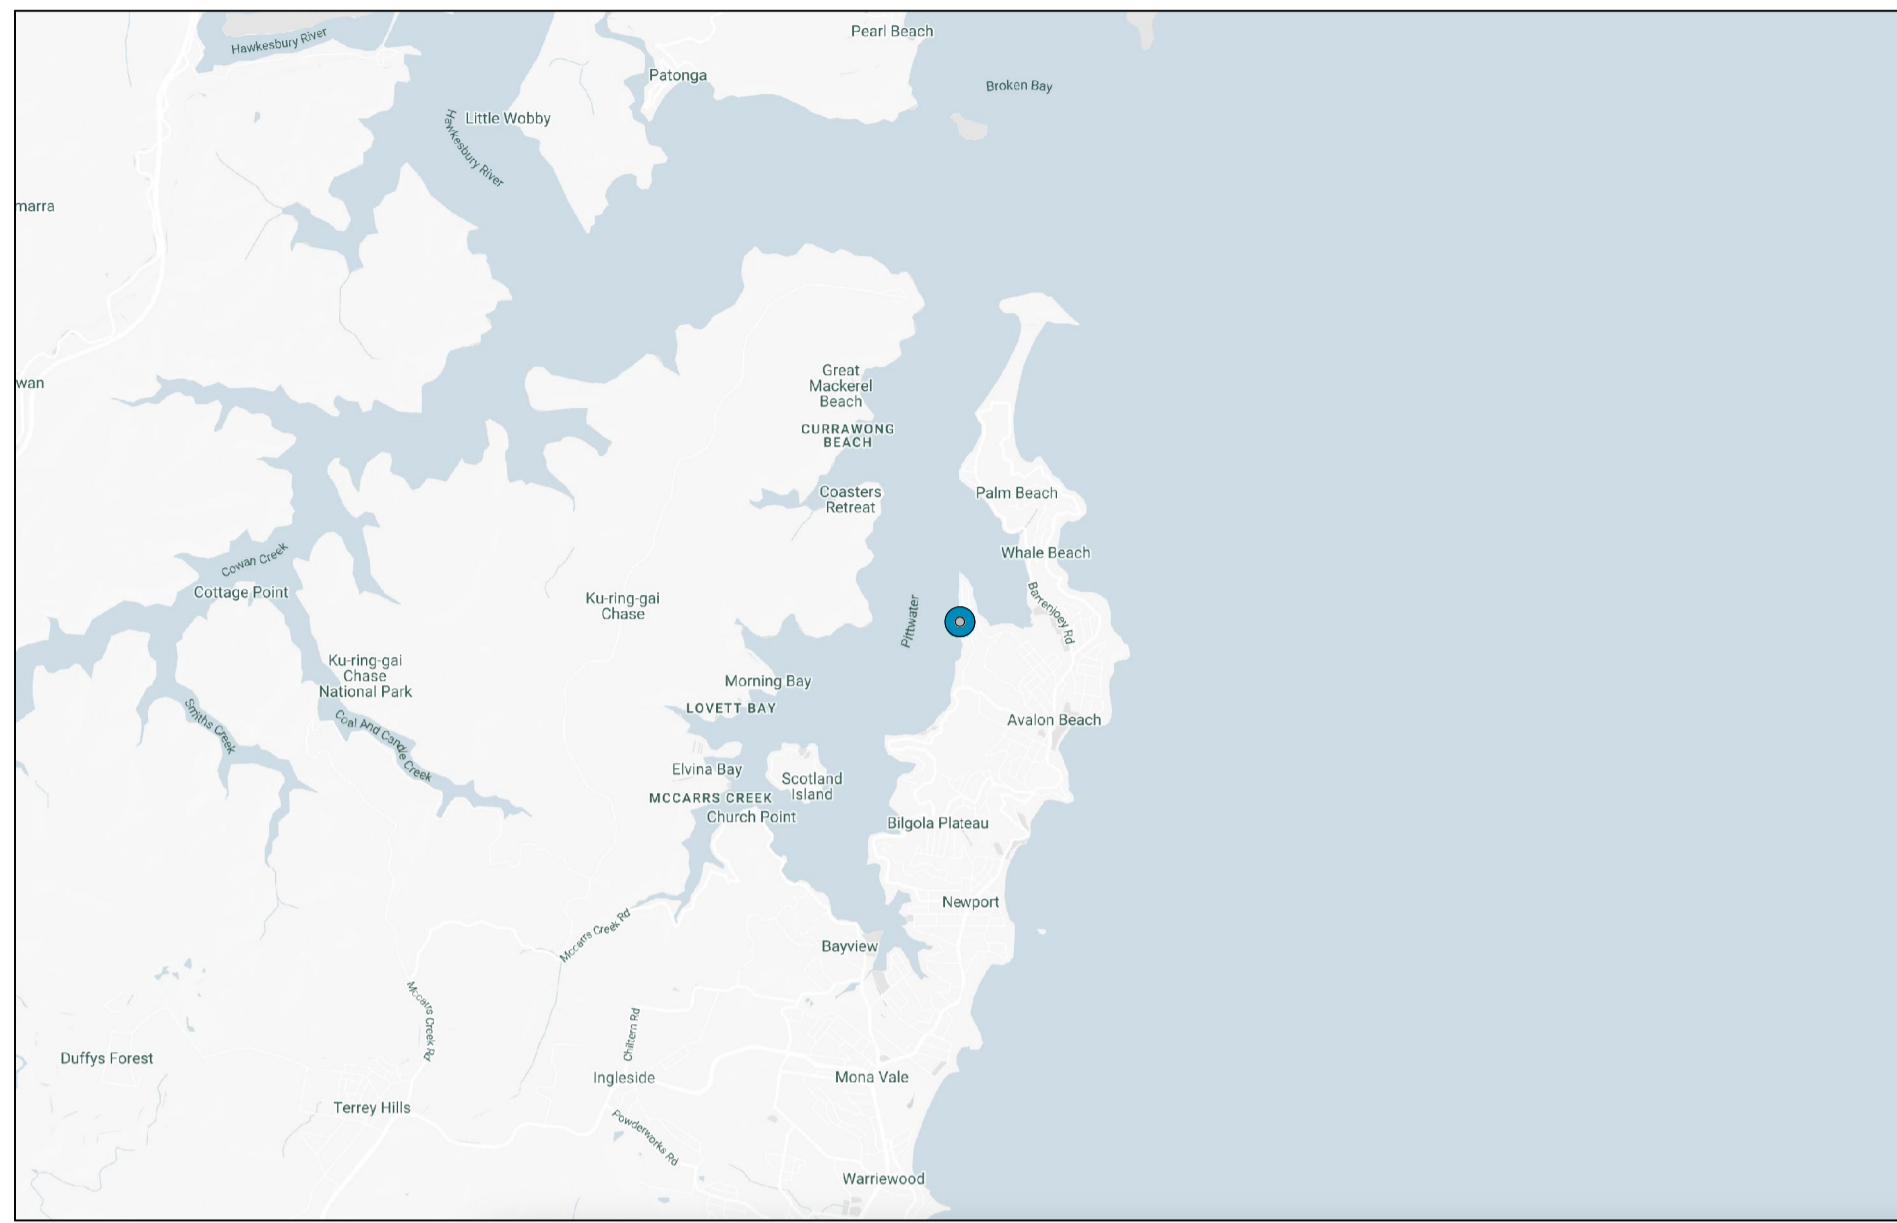 Pearl Beach
Hawkesbury River
Patonga
Broken Bay
Little Wobby
Hawkesbury River
marra
Great
Mackerel
Beach
wan
CURRAWONG
BEACH
Coasters
Retreat
Palm Beach
Whale Beach
Cowan Creek
Cottage Point
Ku-ring-gai
Chase
Pittwater
Barrenjoey Rd
Ku-ring-gai
Chase
National Park
Morning Bay
LOVETT BAY
Smiths Creek
Coal And Candle Creek
Avalon Beach
Elvina Bay
Scotland
Island
MCCARRS CREEK
Church Point
Bilgola Plateau
Newport
Mccarrs Creek Rd
Bayview
Mccarrs Creek Rd
Chiltern Rd
Duffys Forest
Ingleside
Mona Vale
Terrey Hills
Powderworks Rd
Warriewood